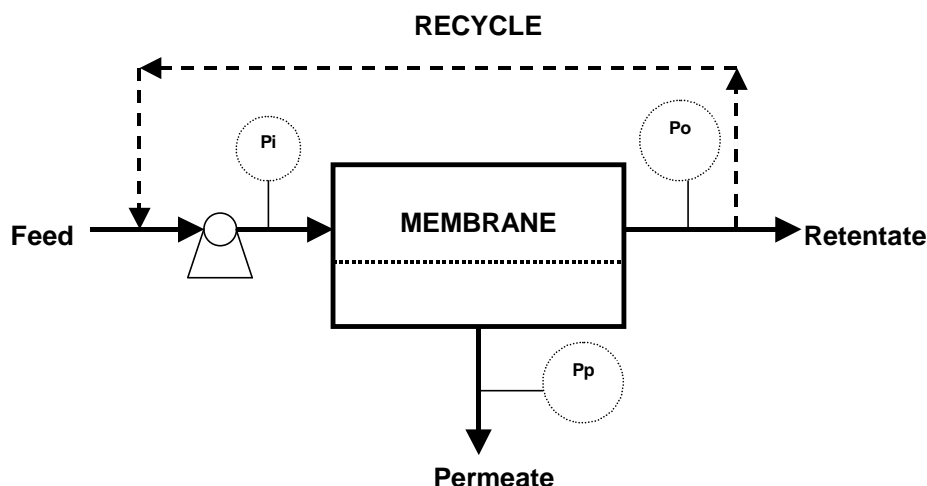 RECYCLE
Pi
Po
MEMBRANE
Feed
Retentate
Pp
Permeate